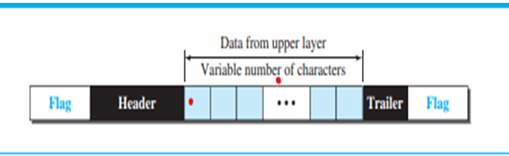 Data from upper layer
Variable number of characters
Flag Header ••• Trailer Flag